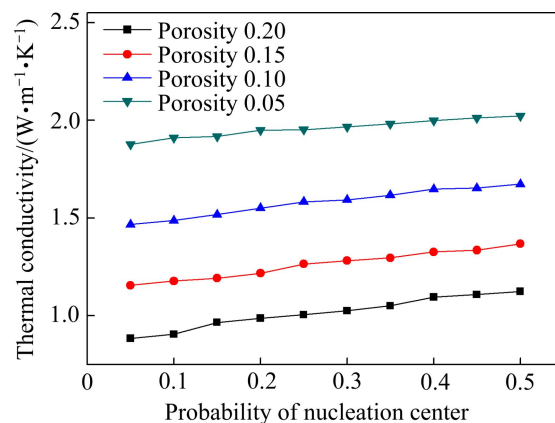 2.5
Porosity 0.20
Porosity 0.15
Porosity 0.10
Porosity 0.05
2.0
1.5
1.0
Thermal conductivity/(W•m⁻¹•K⁻¹)
0
0.1
0.2
0.3
0.4
0.5
Probability of nucleation center